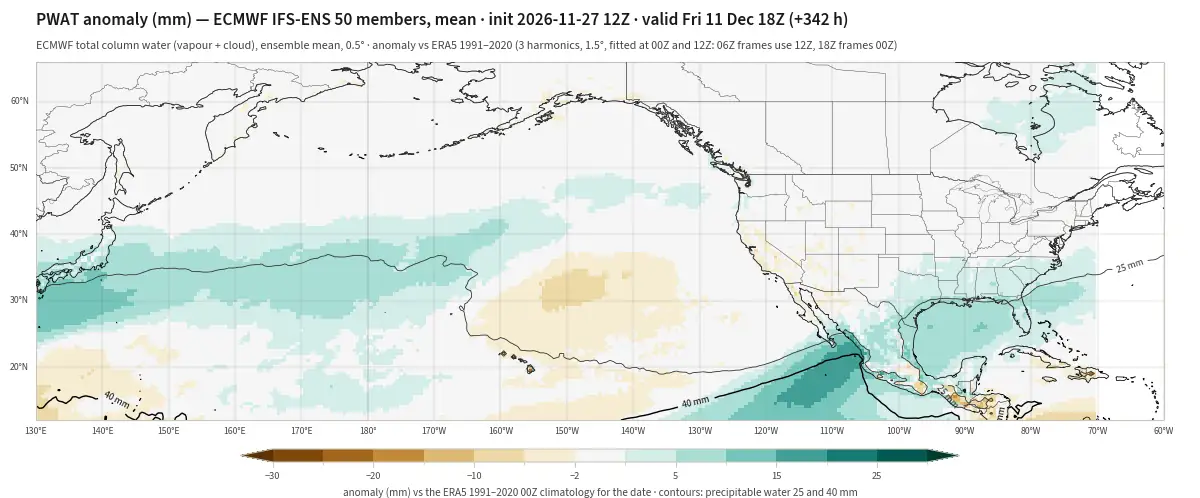 PWAT anomaly (mm) — ECMWF IFS-ENS 50 members, mean · init 2026-11-27 12Z · valid Fri 11 Dec 18Z (+342 h)
ECMWF total column water (vapour + cloud), ensemble mean, 0.5° · anomaly vs ERA5 1991–2020 (3 harmonics, 1.5°, fitted at 00Z and 12Z: 06Z frames use 12Z, 18Z frames 00Z)
60°N
50°N
40°N
30°N
20°N
25 mm
40 mm
40 mm
mm
130°E 140°E 150°E 160°E 170°E 180° 170°W 160°W 150°W 140°W 130°W 120°W 110°W 100°W 90°W 80°W 70°W 60°W
−30 −20 −10 −2 5 15 25
anomaly (mm) vs the ERA5 1991–2020 00Z climatology for the date · contours: precipitable water 25 and 40 mm